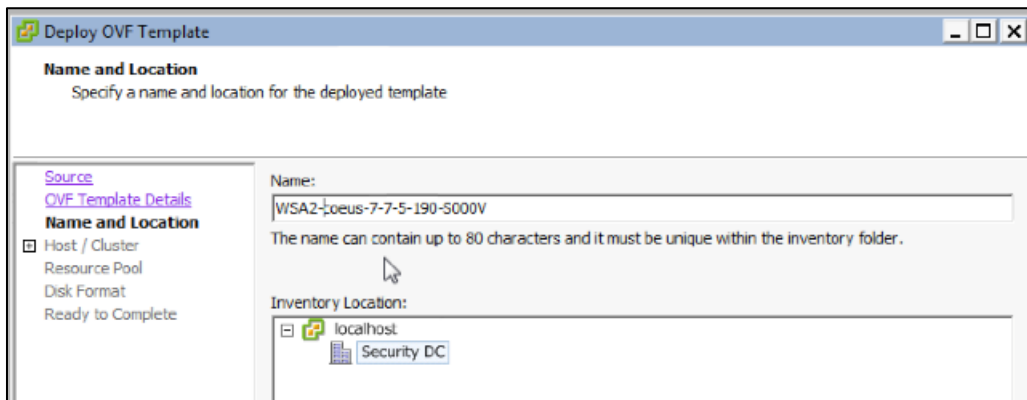 Deploy OVF Template
Name and Location
Specify a name and location for the deployed template
Source
OVF Template Details
Name and Location
Host / Cluster
Resource Pool
Disk Format
Ready to Complete
Name:
WSA2-coeus-7-7-5-190-S000V
The name can contain up to 80 characters and it must be unique within the inventory folder.
Inventory Location:
localhost
Security DC